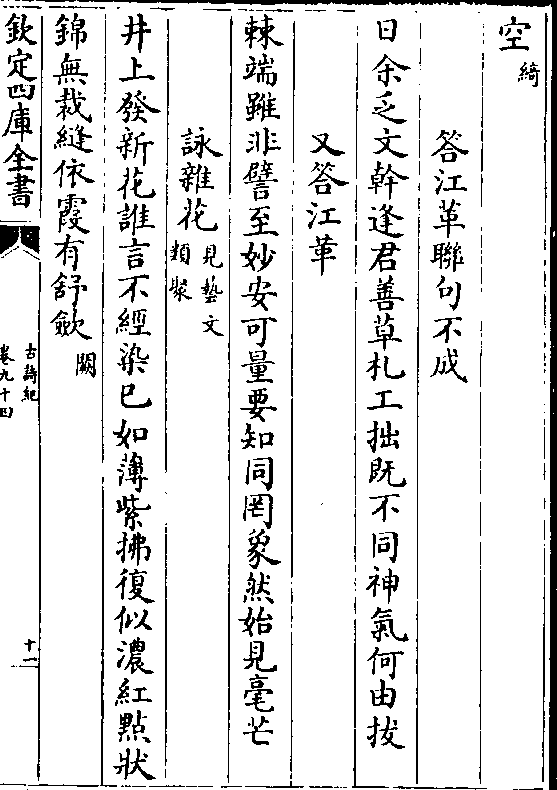 空綺
答江革聯句不成
日余乏文幹逢君善草札工拙既不同神氣何由拔
又答江革
棘端雖非譬至妙安可量要知同罔象然始見毫芒
詠雜花見藝文類聚
井上發新花誰言不經染已如薄紫拂復似濃紅點狀
錦無裁縫依霞有舒歛闕
欽定四庫全書
古詩紀
卷九十四
十二